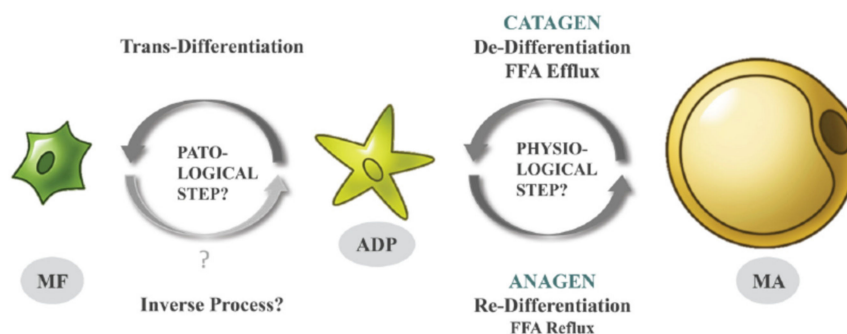 Trans-Differentiation
CATAGEN
De-Differentiation
FFA Efflux
PATO-
LOGICAL
STEP?
PHYSIO-
LOGICAL
STEP?
MF
?
ADP
MA
Inverse Process?
ANAGEN
Re-Differentiation
FFA Reflux